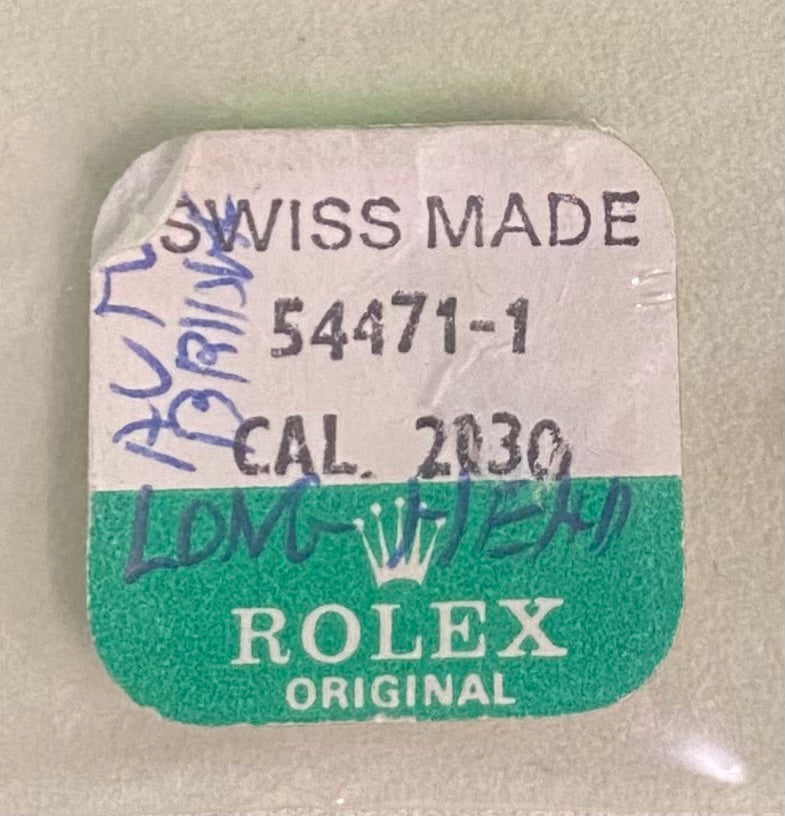 SWISS MADE
54471-1
CAL. 2030
LONG HEAD
ROLEX
ORIGINAL